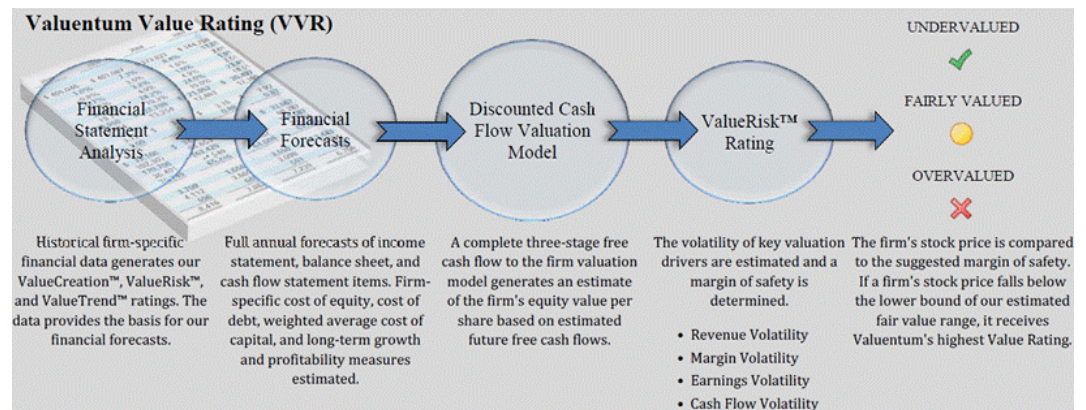 Valuentum Value Rating (VVR)
Financial
Statement
Analysis
Financial
Forecasts
Discounted Cash
Flow Valuation
Model
ValueRisk™
Rating
UNDERVALUED
FAIRLY VALUED
OVERVALUED
Historical firm-specific
financial data generates our
ValueCreation™, ValueRisk™,
and ValueTrend™ ratings. The
data provides the basis for our
financial forecasts.
Full annual forecasts of income
statement, balance sheet, and
cash flow statement items. Firm-
specific cost of equity, cost of
debt, weighted average cost of
capital, and long-term growth
and profitability measures
estimated.
A complete three-stage free
cash flow to the firm valuation
model generates an estimate
of the firm's equity value per
share based on estimated
future free cash flows.
The volatility of key valuation
drivers are estimated and a
margin of safety is
determined.
• Revenue Volatility
• Margin Volatility
• Earnings Volatility
• Cash Flow Volatility
The firm's stock price is compared
to the suggested margin of safety.
If a firm's stock price falls below
the lower bound of our estimated
fair value range, it receives
Valuentum's highest Value Rating.